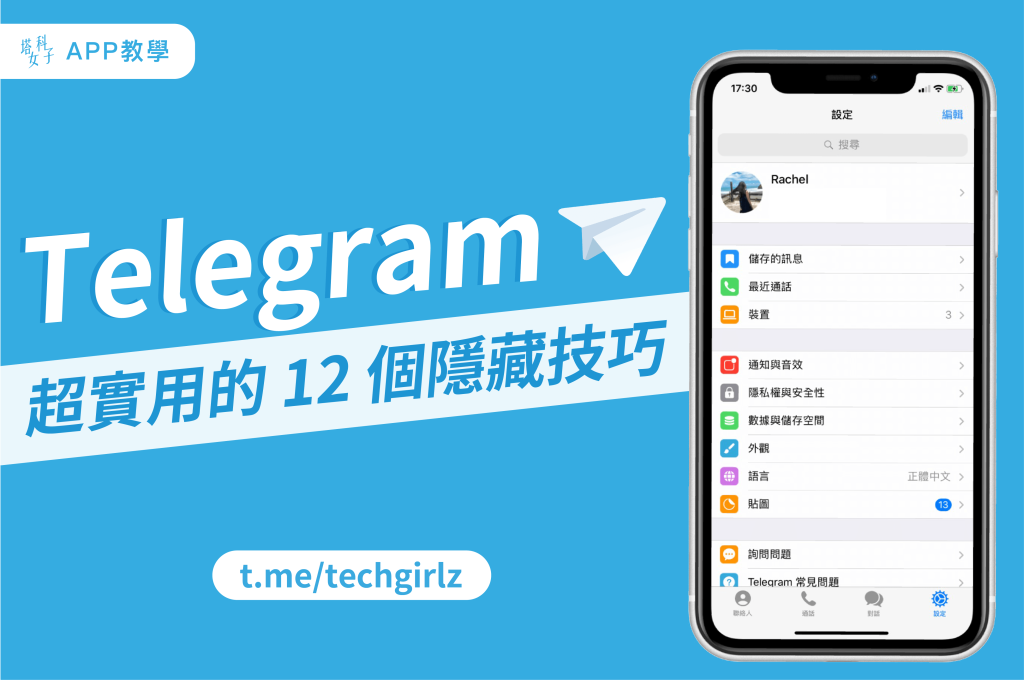 塔科女子 APP教學
Telegram
超實用的 12 個隱藏技巧
t.me/techgirlz
17:30
設定
編輯
搜尋
Rachel
儲存的訊息
最近通話
裝置 3
通知與音效
隱私權與安全性
數據與儲存空間
外觀
語言 正體中文
貼圖 13
詢問問題
Telegram 常見問題
聯絡人 通話 對話 設定